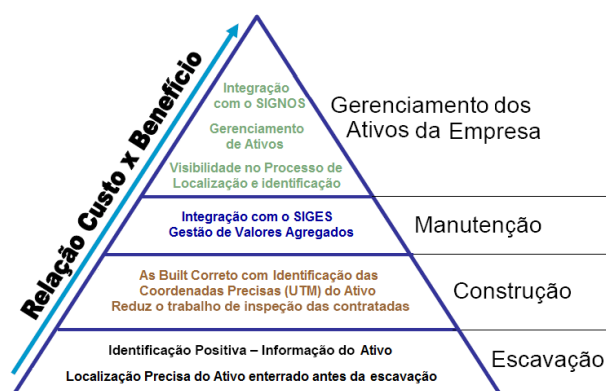 Relação Custo x Benefício
Integração
com o SIGNOS
Gerenciamento
de Ativos
Visibilidade no Processo de
Localização e identificação
Gerenciamento dos
Ativos da Empresa
Integração com o SIGES
Gestão de Valores Agregados
Manutenção
As Built Correto com Identificação das
Coordenadas Precisas (UTM) do Ativo
Reduz o trabalho de inspeção das contratadas
Construção
Identificação Positiva – Informação do Ativo
Localização Precisa do Ativo enterrado antes da escavação
Escavação